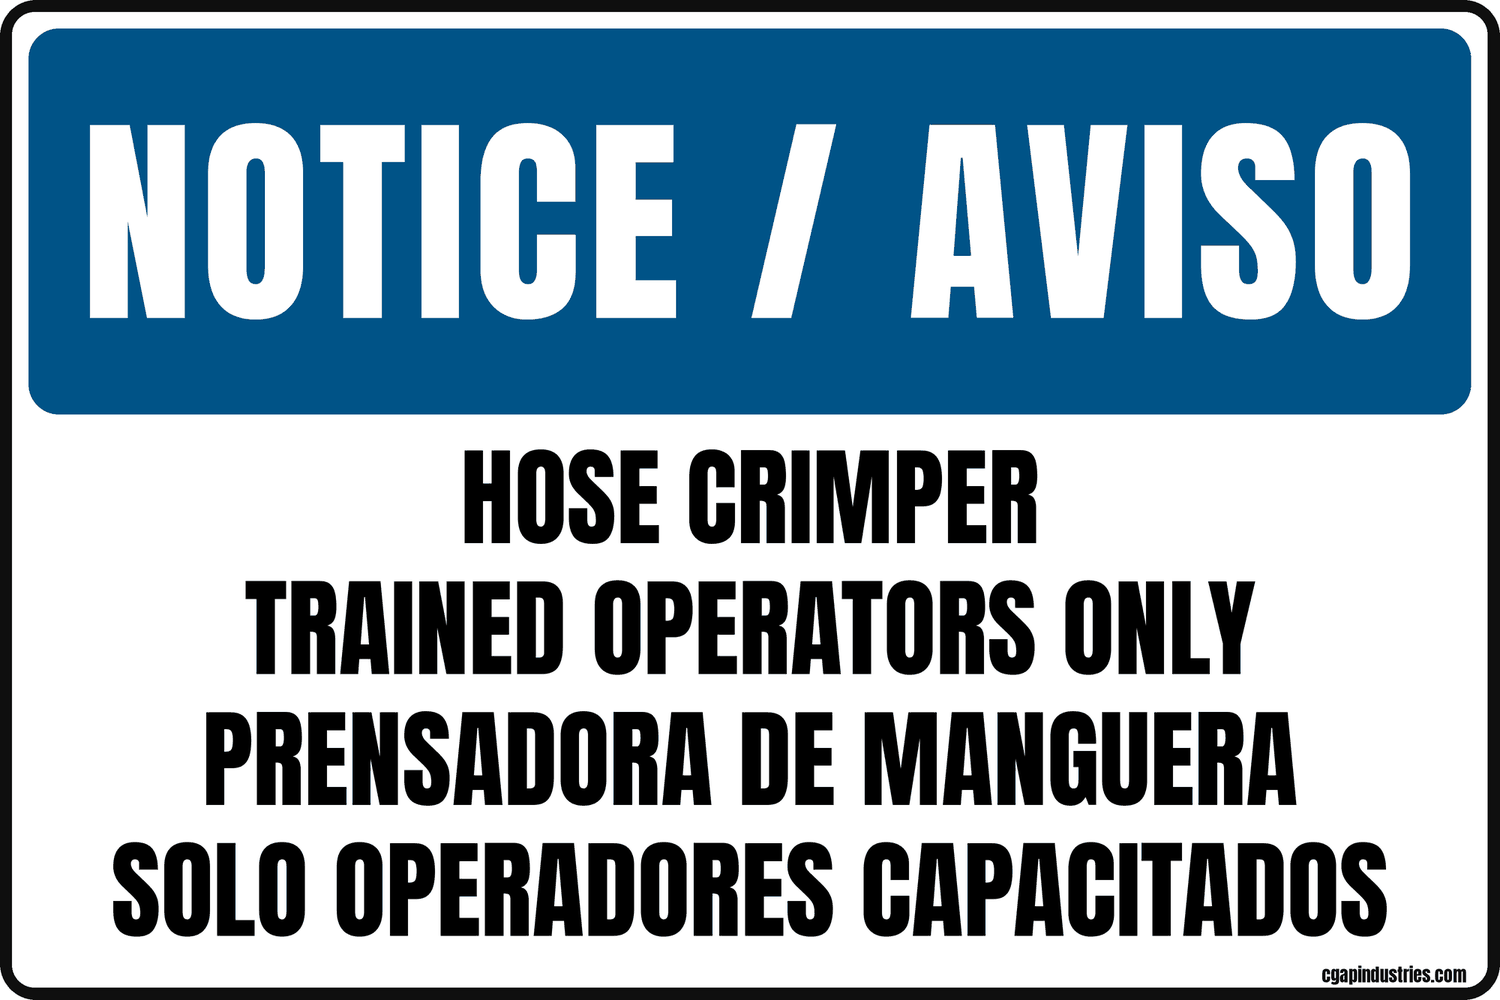 NOTICE / AVISO
HOSE CRIMPER
TRAINED OPERATORS ONLY
PRENSADORA DE MANGUERA
SOLO OPERADORES CAPACITADOS
cgapindustries.com